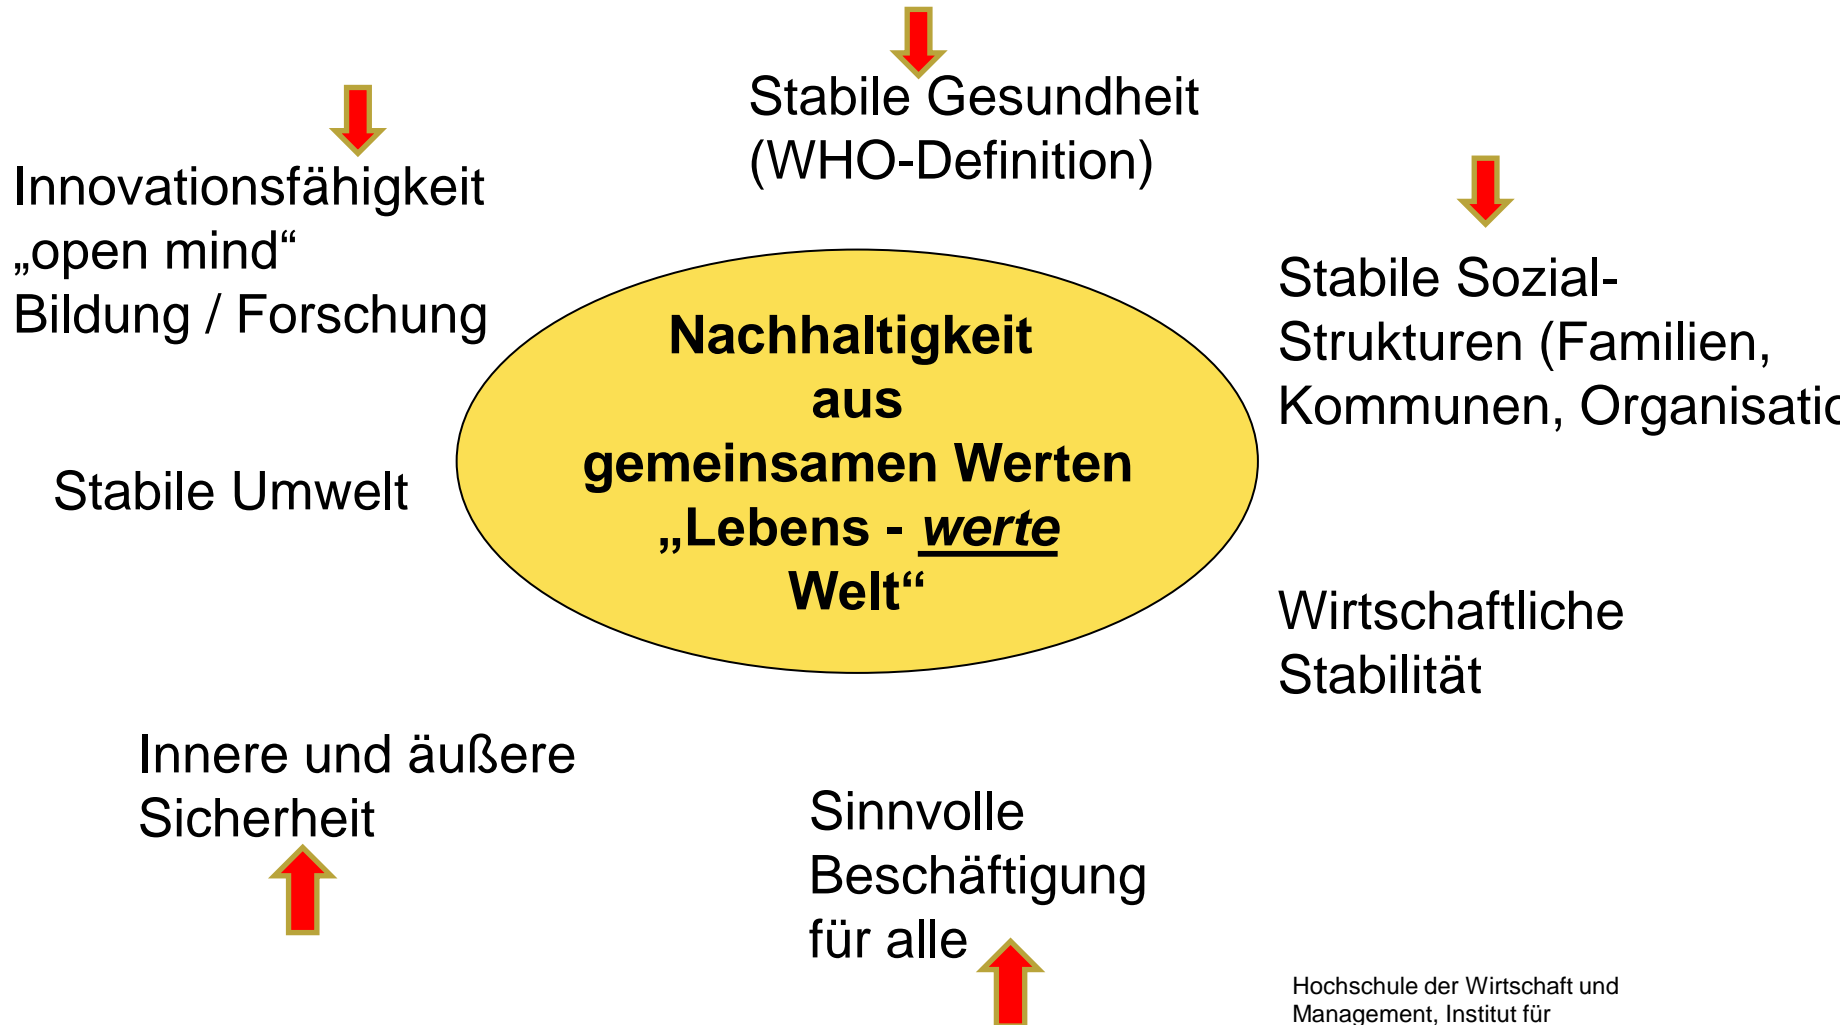 Stabile Gesundheit
(WHO-Definition)
Innovationsfähigkeit
„open mind“
Bildung / Forschung
Stabile Sozial-
Strukturen (Familien,
Kommunen, Organisatio
Nachhaltigkeit
aus
gemeinsamen Werten
„Lebens - werte
Welt“
Stabile Umwelt
Wirtschaftliche
Stabilität
Innere und äußere
Sicherheit
Sinnvolle
Beschäftigung
für alle
Hochschule der Wirtschaft und
Management, Institut für